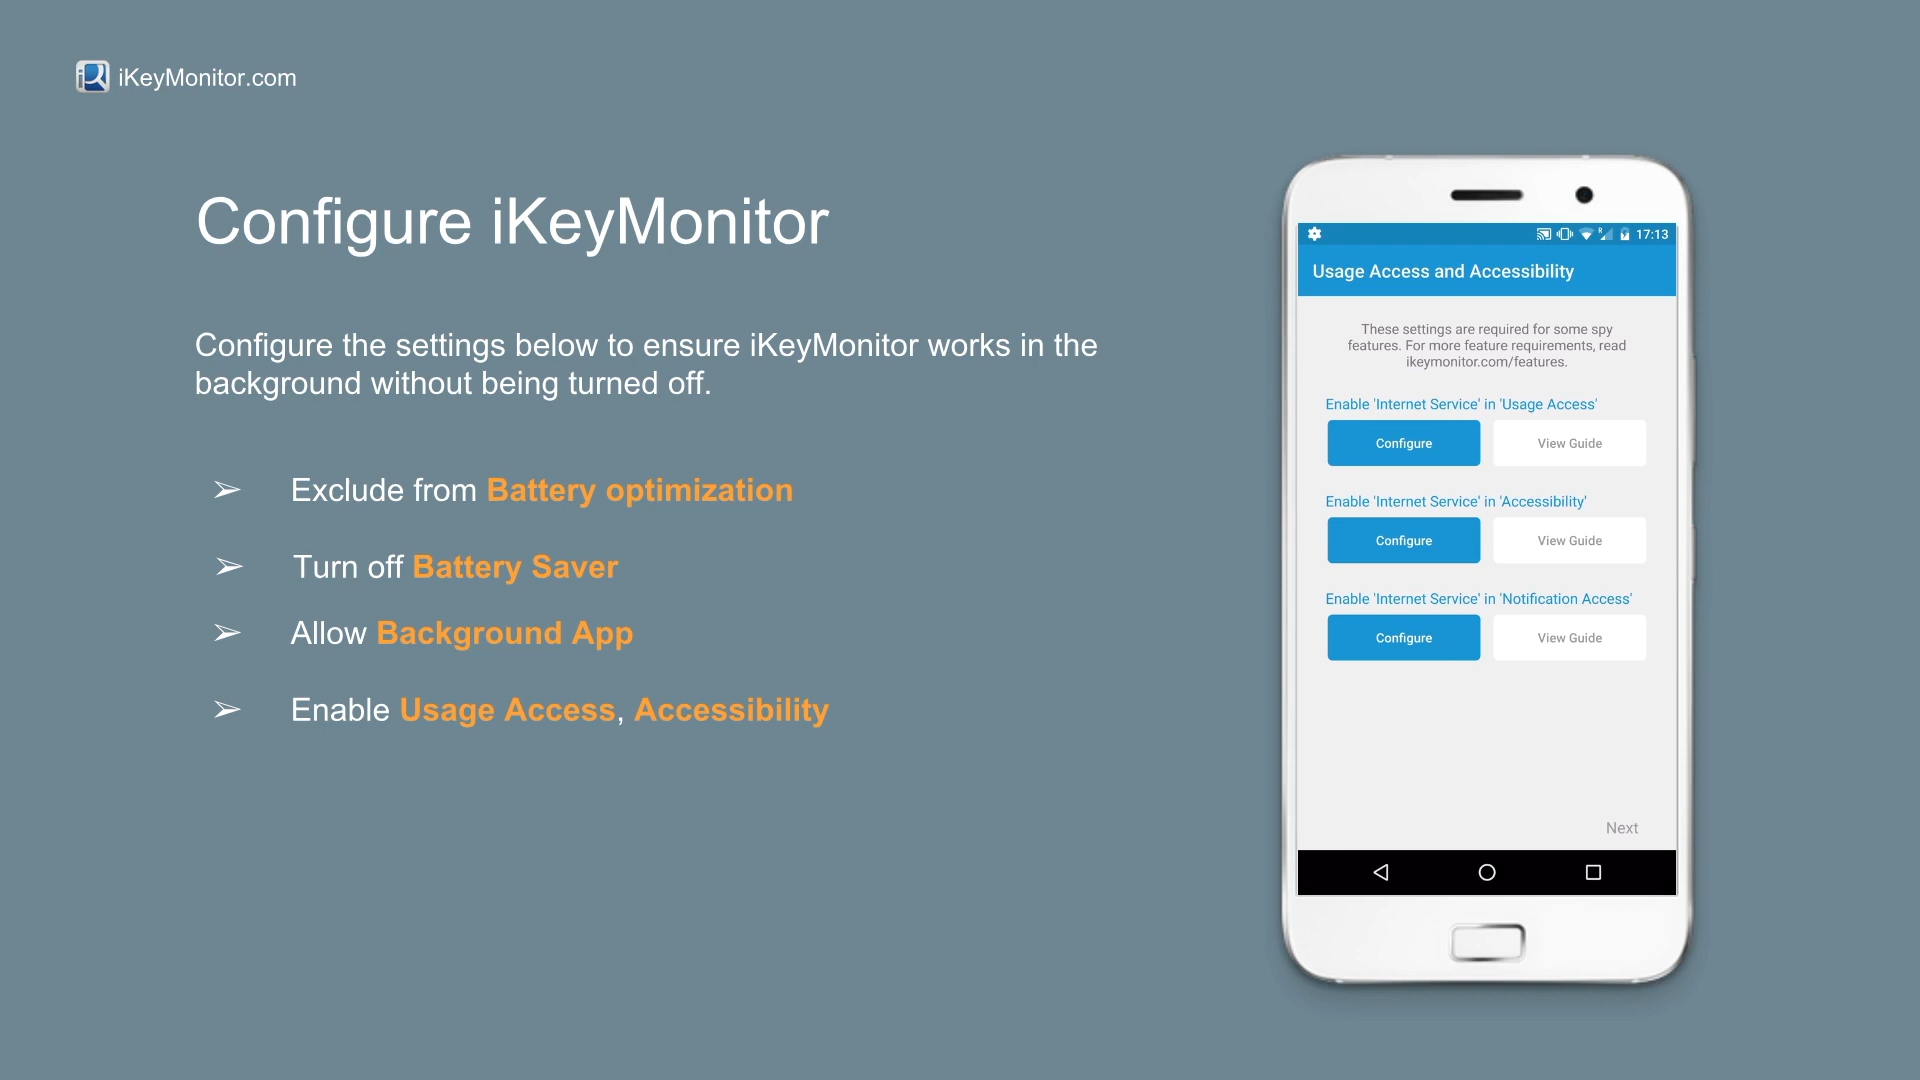 iKeyMonitor.com
Configure iKeyMonitor
Configure the settings below to ensure iKeyMonitor works in the
background without being turned off.
➢ Exclude from Battery optimization
➢ Turn off Battery Saver
➢ Allow Background App
➢ Enable Usage Access, Accessibility
R 17:13
Usage Access and Accessibility
These settings are required for some spy
features. For more feature requirements, read
ikeymonitor.com/features.
Enable 'Internet Service' in 'Usage Access'
Configure View Guide
Enable 'Internet Service' in 'Accessibility'
Configure View Guide
Enable 'Internet Service' in 'Notification Access'
Configure View Guide
Next